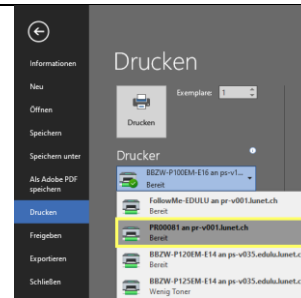 Informationen
Neu
Öffnen
Speichern
Speichern unter
Als Adobe PDF
speichern
Drucken
Freigeben
Exportieren
Schließen
Drucken
Exemplare: 1
Drucken
Drucker
BBZW-P100EM-E16 an ps-v1...
Bereit
FollowMe-EDULU an pr-v001.lunet.ch
Bereit
PR00081 an pr-v001.lunet.ch
Bereit
BBZW-P120EM-E14 an ps-v035.edulu.lunet.c
Bereit
BBZW-P125EM-E14 an ps-v035.edulu.lunet.c
Wenig Toner